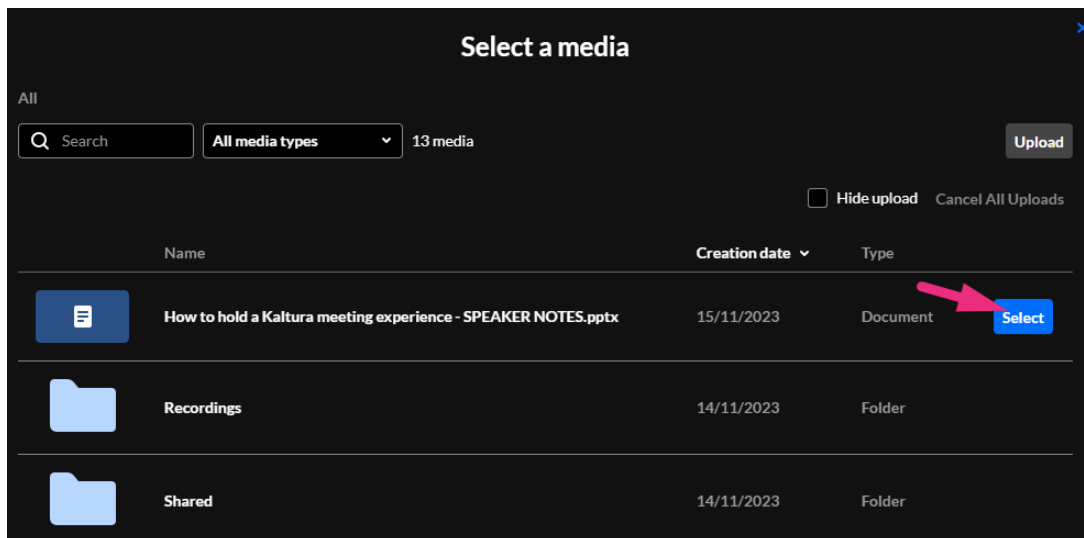 Select a media
All
Search All media types 13 media Upload
Hide upload Cancel All Uploads
Name Creation date Type
How to hold a Kaltura meeting experience - SPEAKER NOTES.pptx 15/11/2023 Document Select
Recordings 14/11/2023 Folder
Shared 14/11/2023 Folder